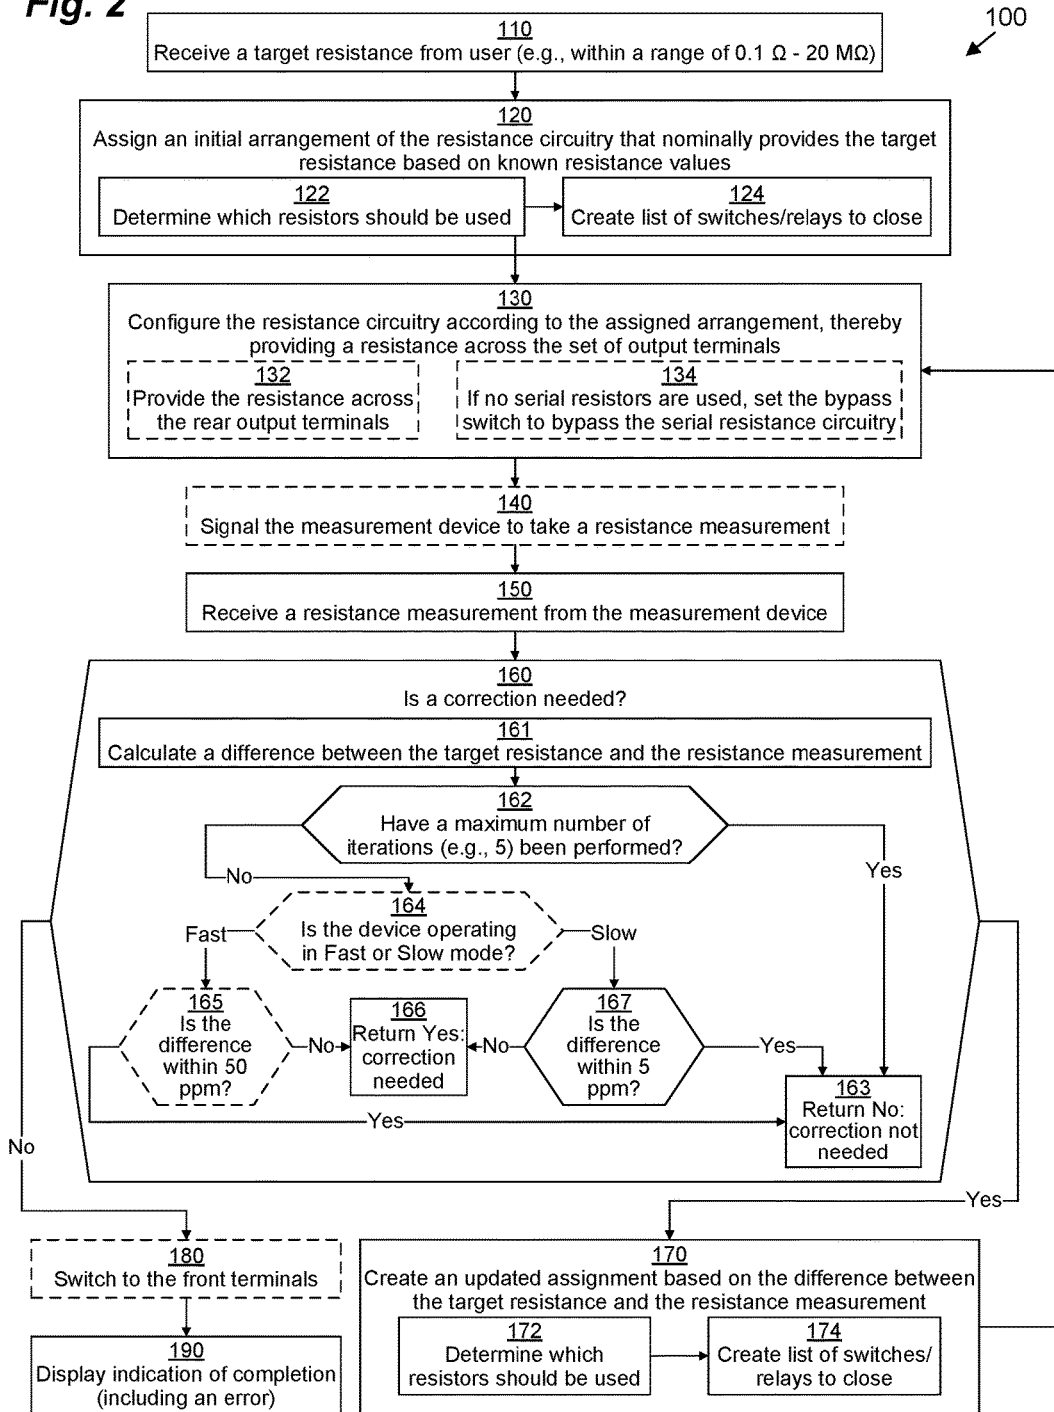 Fig. 2
100
110
Receive a target resistance from user (e.g., within a range of 0.1 Ω - 20 MΩ)
120
Assign an initial arrangement of the resistance circuitry that nominally provides the target
resistance based on known resistance values
122
Determine which resistors should be used
124
Create list of switches/relays to close
130
Configure the resistance circuitry according to the assigned arrangement, thereby
providing a resistance across the set of output terminals
132
Provide the resistance across
the rear output terminals
134
If no serial resistors are used, set the bypass
switch to bypass the serial resistance circuitry
140
Signal the measurement device to take a resistance measurement
150
Receive a resistance measurement from the measurement device
160
Is a correction needed?
161
Calculate a difference between the target resistance and the resistance measurement
162
Have a maximum number of
iterations (e.g., 5) been performed?
Yes
No
164
Is the device operating
in Fast or Slow mode?
Fast
Slow
165
Is the
difference
within 50
ppm?
No
166
Return Yes:
correction
needed
No
167
Is the
difference
within 5
ppm?
Yes
163
Return No:
correction not
needed
Yes
No
Yes
180
Switch to the front terminals
190
Display indication of completion
(including an error)
170
Create an updated assignment based on the difference between
the target resistance and the resistance measurement
172
Determine which
resistors should be used
174
Create list of switches/
relays to close